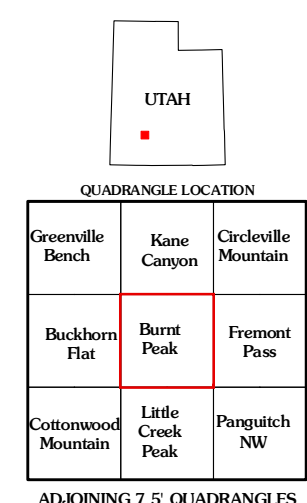 UTAH
QUADRANGLE LOCATION
Greenville
Bench
Kane
Canyon
Circleville
Mountain
Buckhorn
Flat
Burnt
Peak
Fremont
Pass
Cottonwood
Mountain
Little
Creek
Peak
Panguitch
NW
ADJOINING 7.5' QUADRANGLES